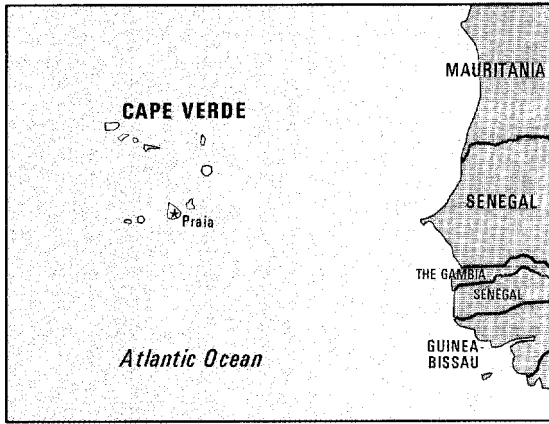 MAURITANIA
CAPE VERDE
SENEGAL
Praia
THE GAMBIA
SENEGAL
GUINEA-
BISSAU
Atlantic Ocean